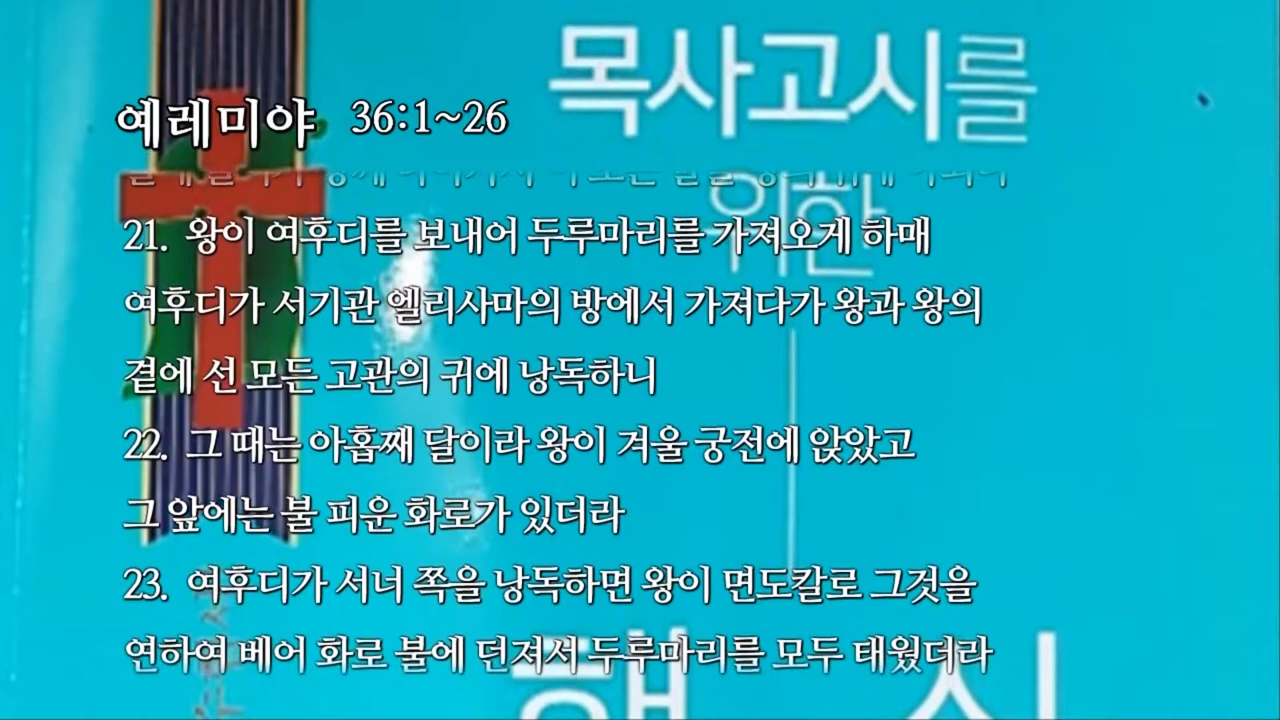 목사고시를
예레미야 36:1~26
위한
21. 왕이 여후디를 보내어 두루마리를 가져오게 하매
여후디가 서기관 엘리사마의 방에서 가져다가 왕과 왕의
곁에 선 모든 고관의 귀에 낭독하니
22. 그 때는 아홉째 달이라 왕이 겨울 궁전에 앉았고
그 앞에는 불 피운 화로가 있더라
23. 여후디가 서너 쪽을 낭독하면 왕이 면도칼로 그것을
연하여 베어 화로 불에 던져서 두루마리를 모두 태웠더라